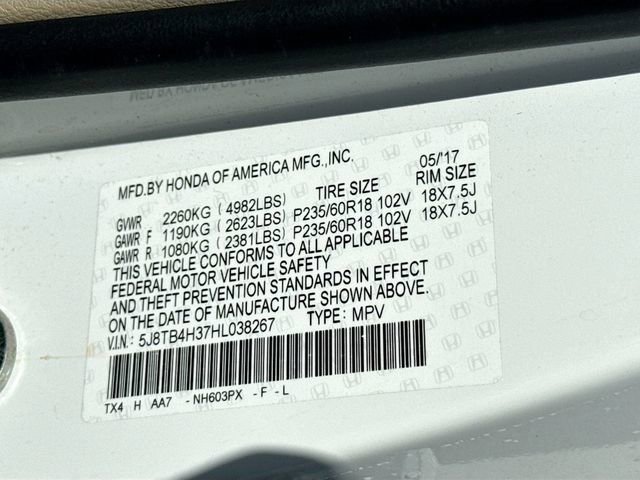 MFD.BY HONDA OF AMERICA MFG.,INC. 05/'17
TIRE SIZE RIM SIZE
GVWR 2260KG ( 4982LBS)
GAWR F 1190KG ( 2623LBS) P235/60R18 102V 18X7.5J
GAWR R 1080KG ( 2381LBS) P235/60R18 102V 18X7.5J
THIS VEHICLE CONFORMS TO ALL APPLICABLE
FEDERAL MOTOR VEHICLE SAFETY
AND THEFT PREVENTION STANDARDS IN EFFECT
ON THE DATE OF MANUFACTURE SHOWN ABOVE.
V.I.N.: 5J8TB4H37HL038267 TYPE: MPV
TX4 H AA7 - NH603PX - F - L